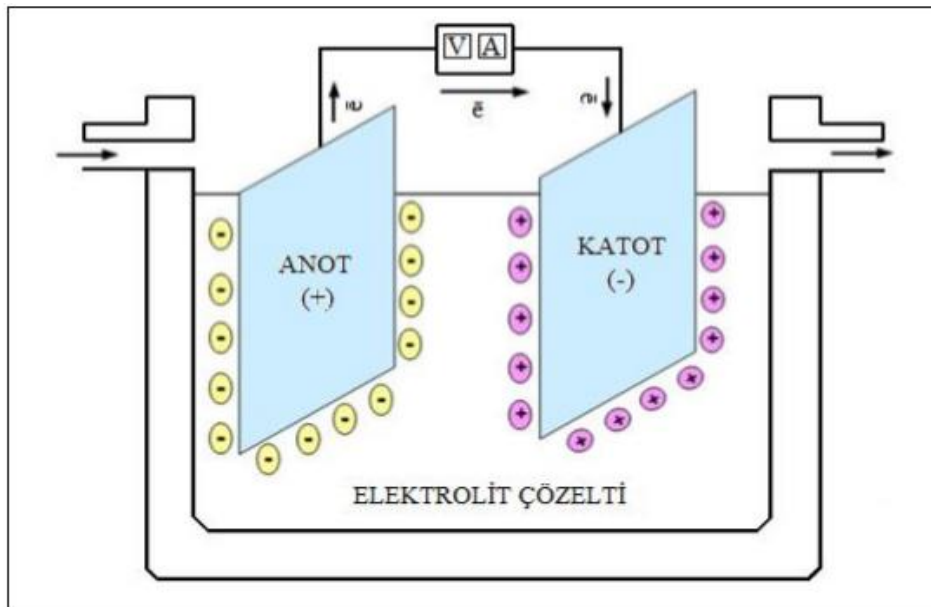 V A
ē ē ē
ANOT
(+)
KATOT
(-)
- - - - - - - - - - - - -
+ + + + + + + + + + + + +
ELEKTROLİT ÇÖZELTİ